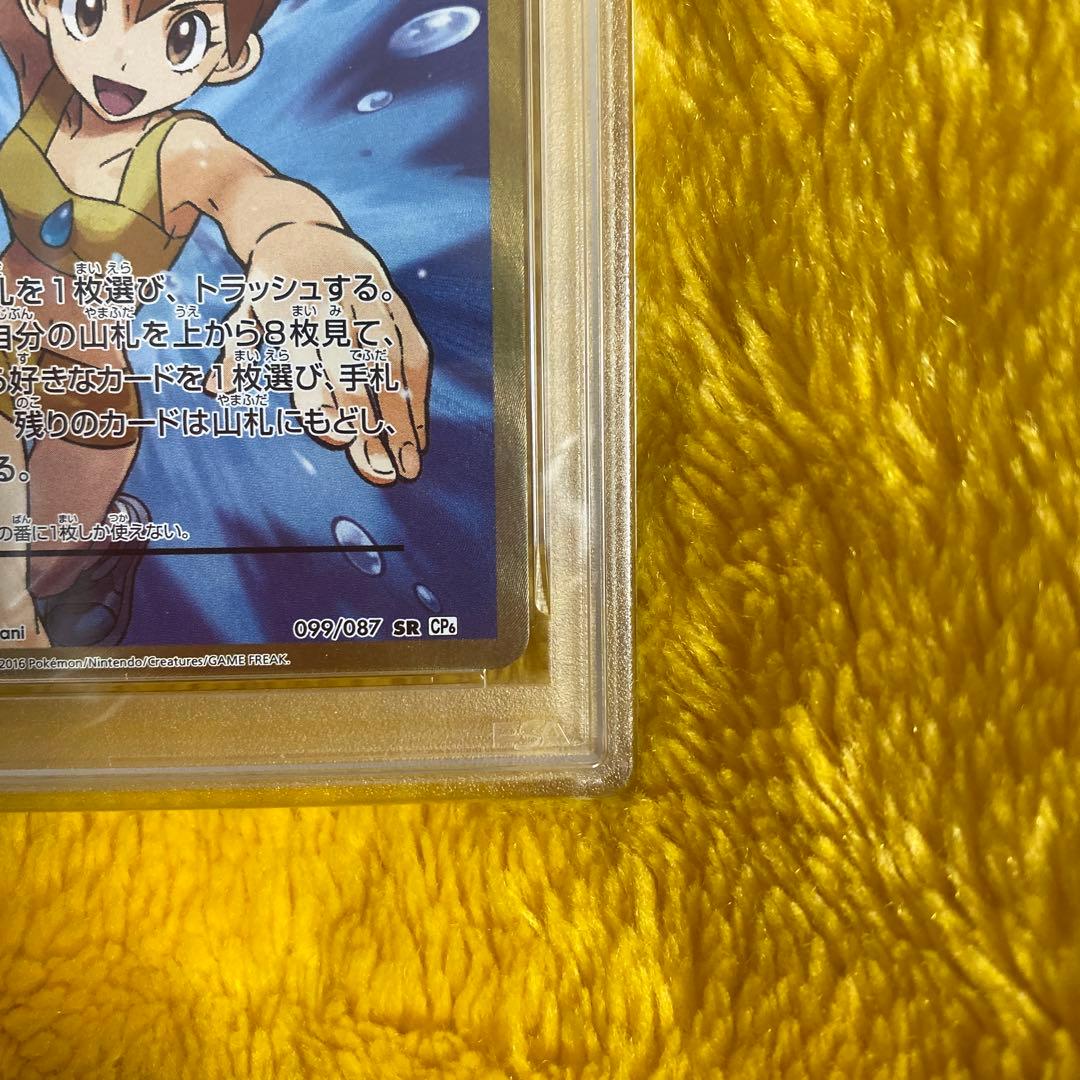 札を1枚選び、トラッシュする。
自分の山札を上から8枚見て、
好きなカードを1枚選び、手札
残りのカードは山札にもどし、
る。
の番に1枚しか使えない。
ani 099/087 SR CP6
2016 Pokémon/Nintendo/Creatures/GAME FREAK.
PSA